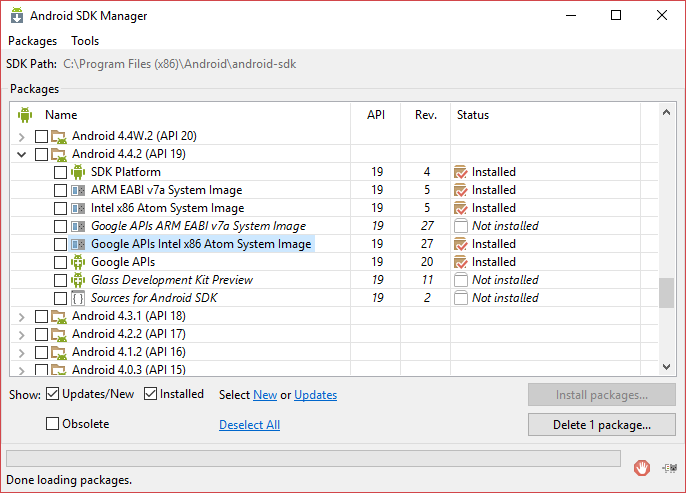 Android SDK Manager
Packages Tools
SDK Path: C:\Program Files (x86)\Android\android-sdk
Packages
Name API Rev. Status
Android 4.4W.2 (API 20)
Android 4.4.2 (API 19)
SDK Platform 19 4 Installed
ARM EABI v7a System Image 19 5 Installed
Intel x86 Atom System Image 19 5 Installed
Google APIs ARM EABI v7a System Image 19 27 Not installed
Google APIs Intel x86 Atom System Image 19 27 Installed
Google APIs 19 20 Installed
Glass Development Kit Preview 19 11 Not installed
Sources for Android SDK 19 2 Not installed
Android 4.3.1 (API 18)
Android 4.2.2 (API 17)
Android 4.1.2 (API 16)
Android 4.0.3 (API 15)
Show: Updates/New Installed Select New or Updates Install packages...
Obsolete Deselect All Delete 1 package...
Done loading packages.